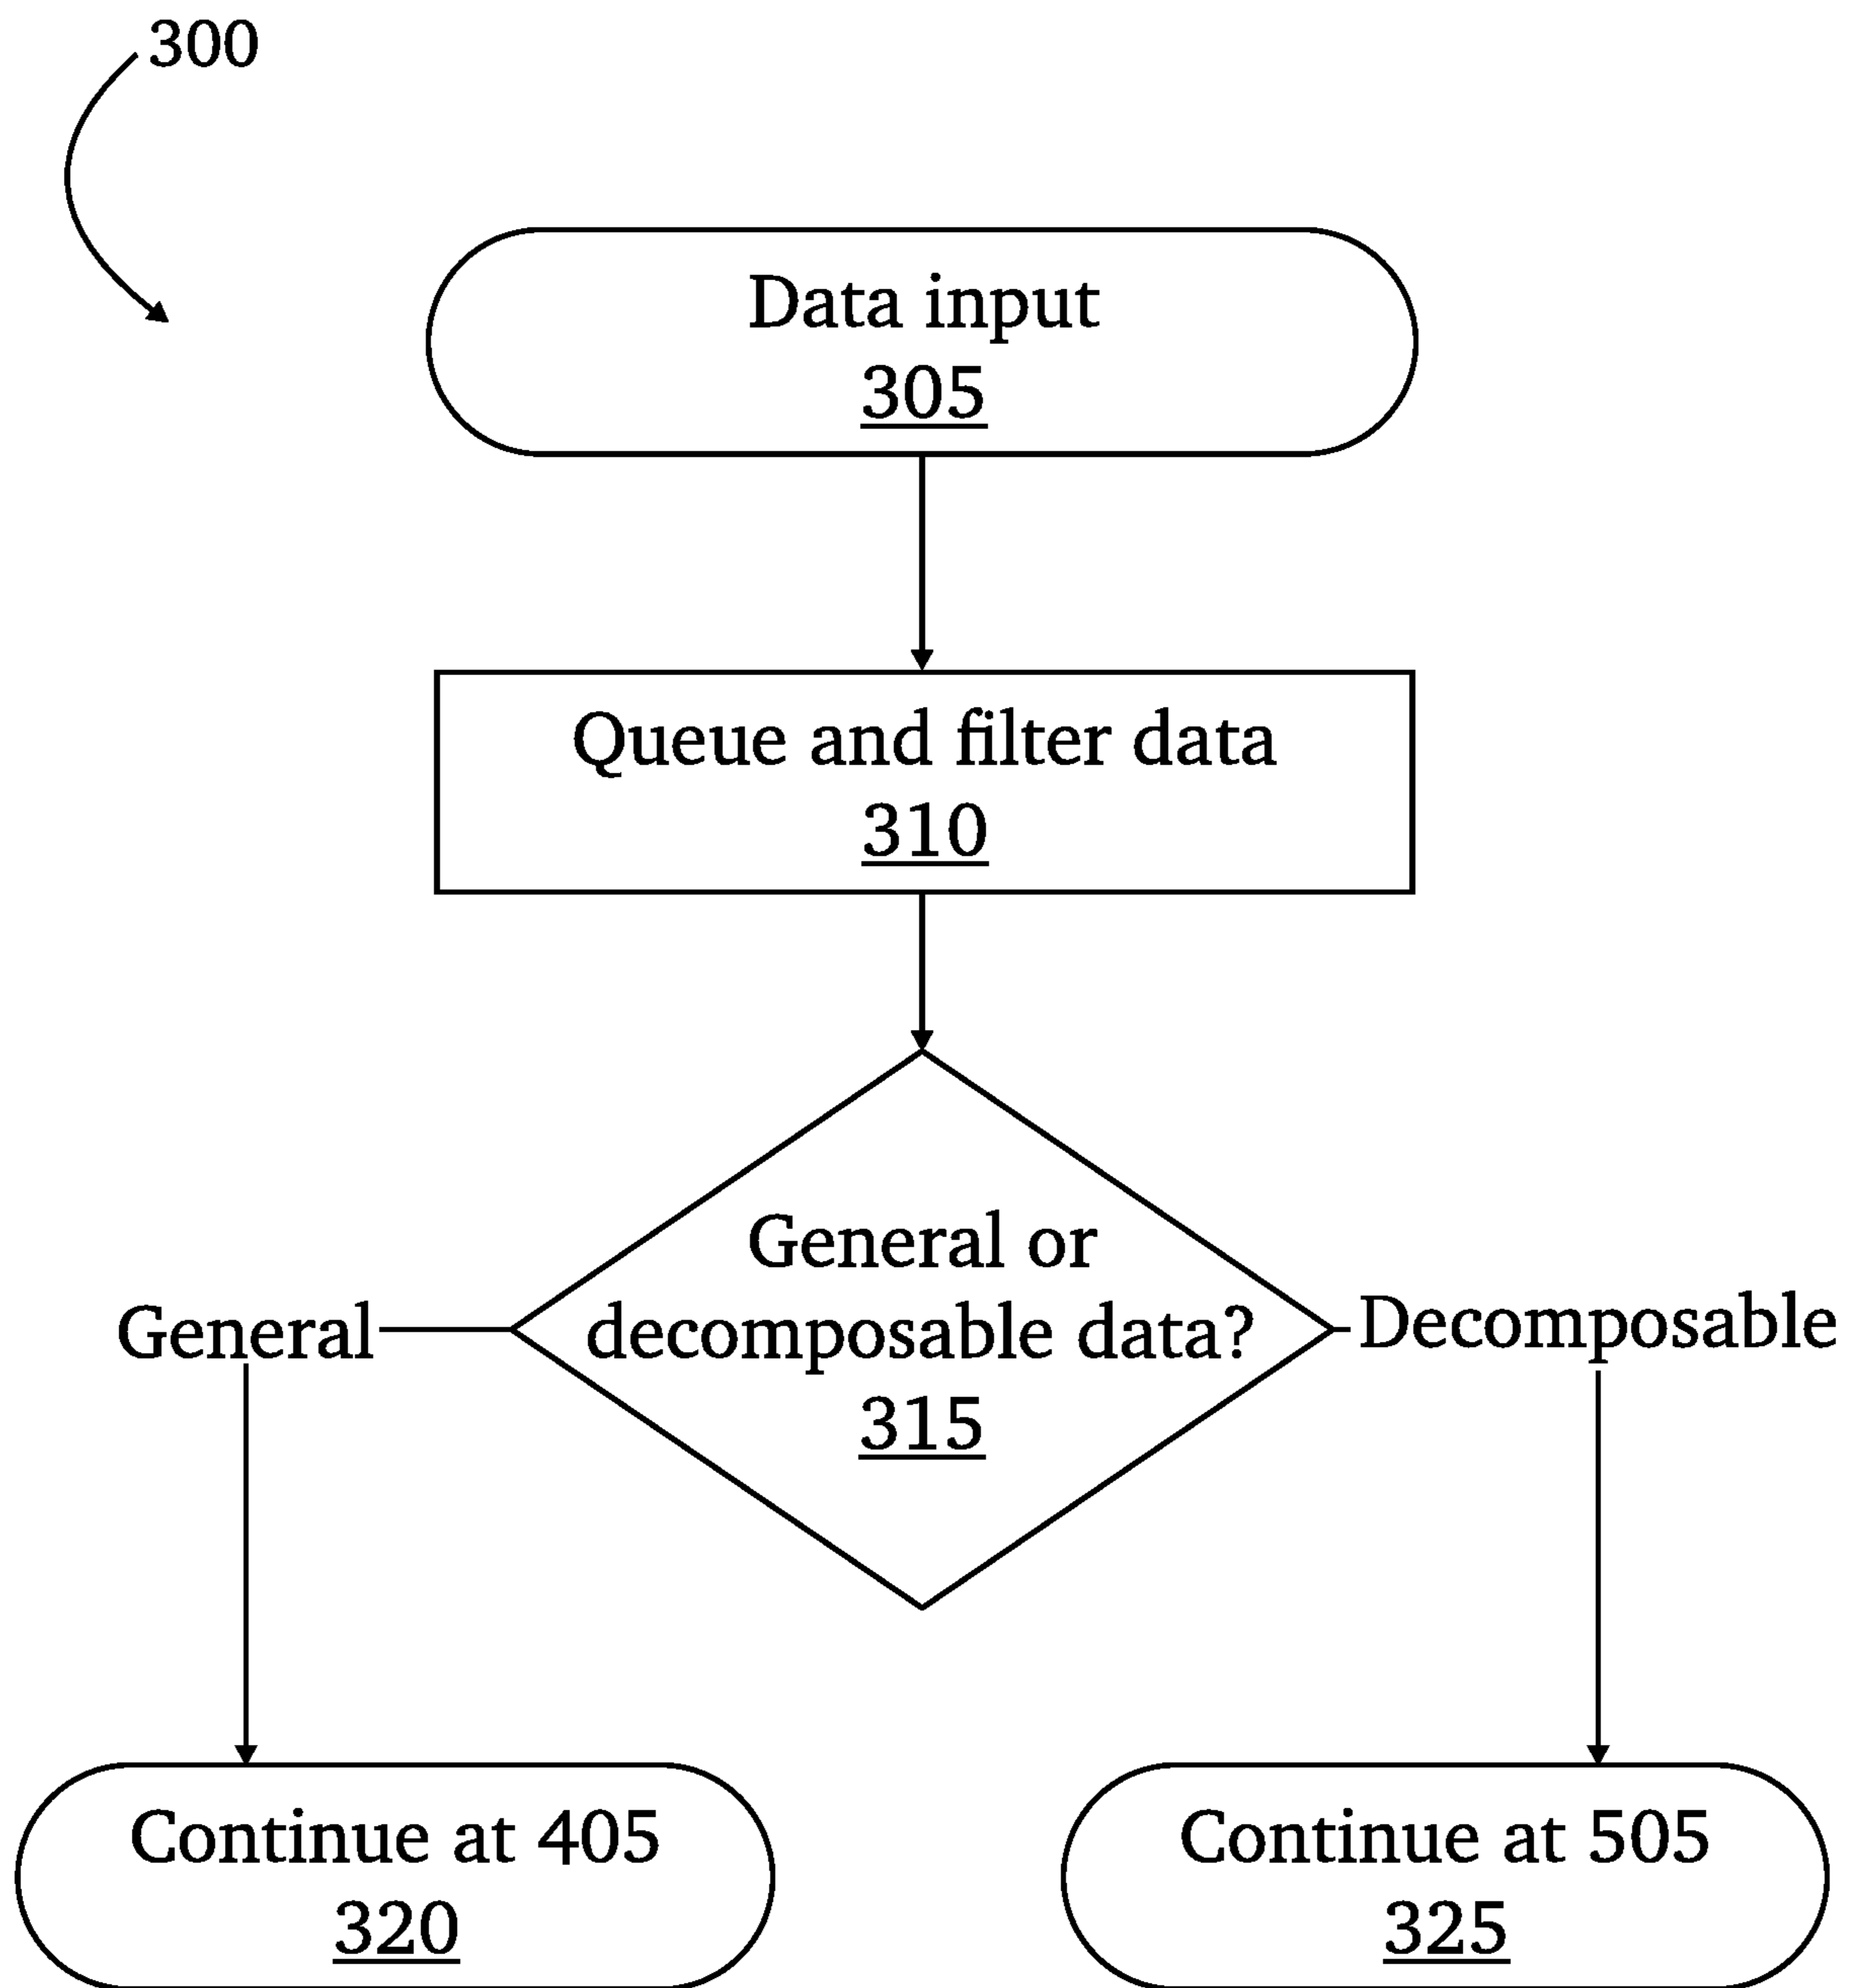 300
Data input
305
Queue and filter data
310
General or
decomposable data?
315
General
Decomposable
Continue at 405
320
Continue at 505
325